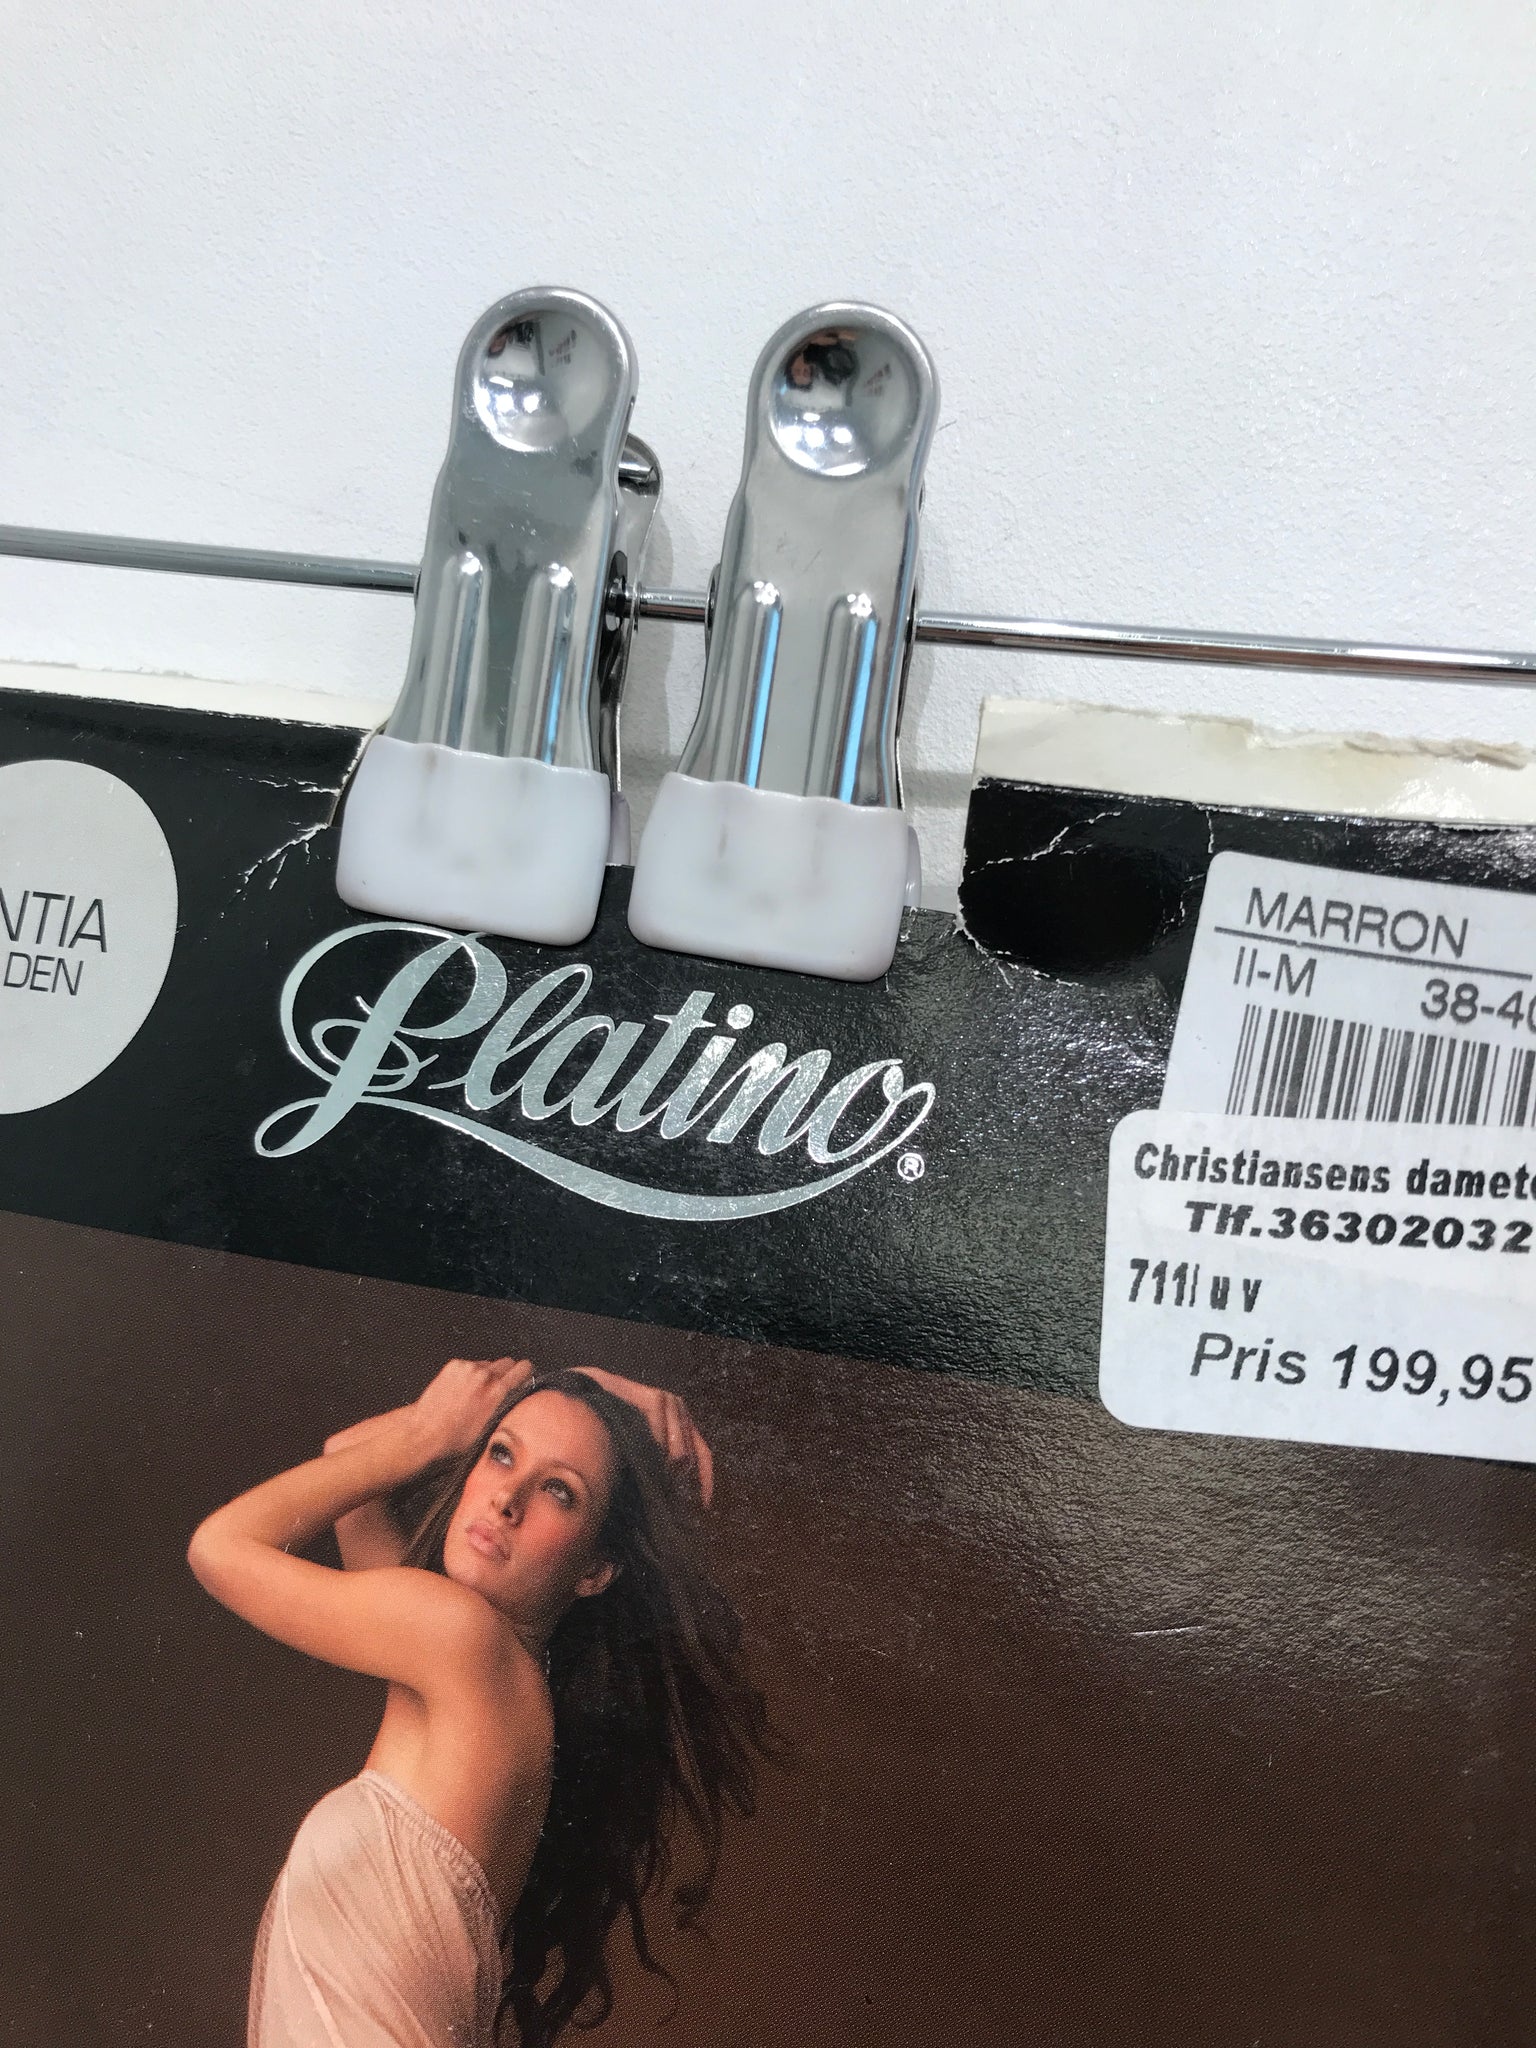 NTIA
DEN
Platino®
MARRON
II-M 38-40
Christiansens damet
Tlf.36302032
711 u v
Pris 199,95